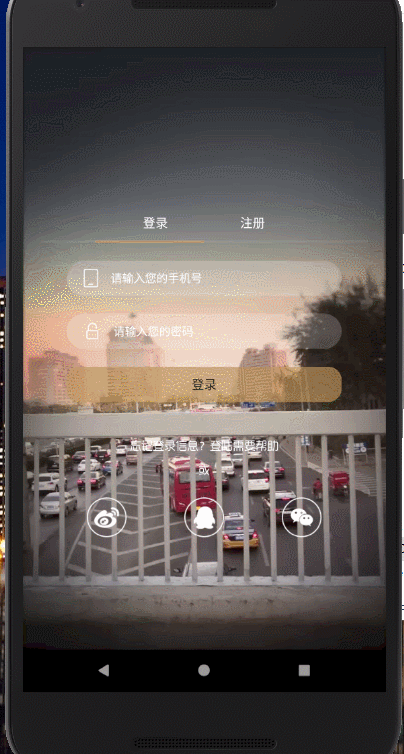 登录 注册
请输入您的手机号
请输入您的密码
登录
忘记登录信息？登陆需要帮助
或